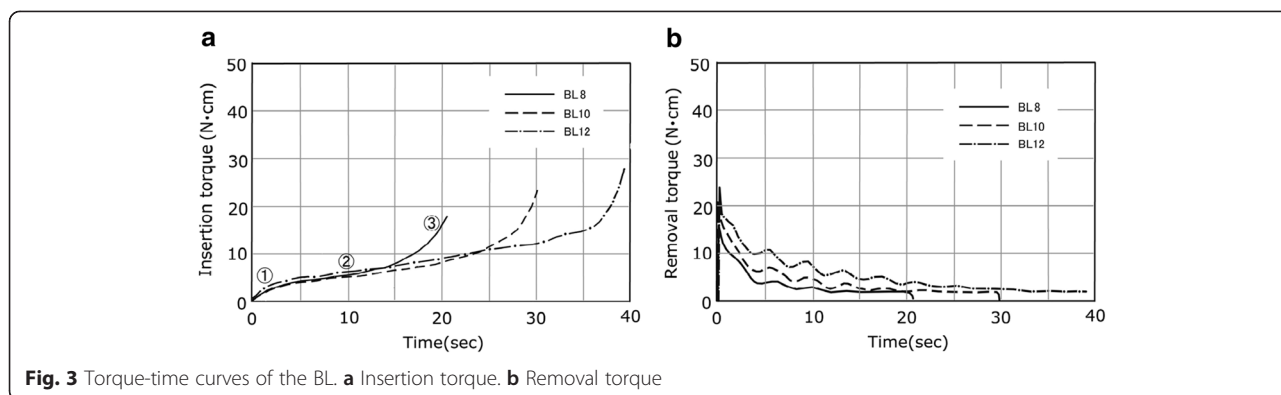 a
50
40
30
20
10
0
Insertion torque (N·cm)
BL8
BL10
BL12
①
②
③
0 10 20 30 40
Time(sec)
b
50
40
30
20
10
0
Removal torque (N·cm)
BL8
BL10
BL12
0 10 20 30 40
Time(sec)
Fig. 3 Torque-time curves of the BL. a Insertion torque. b Removal torque